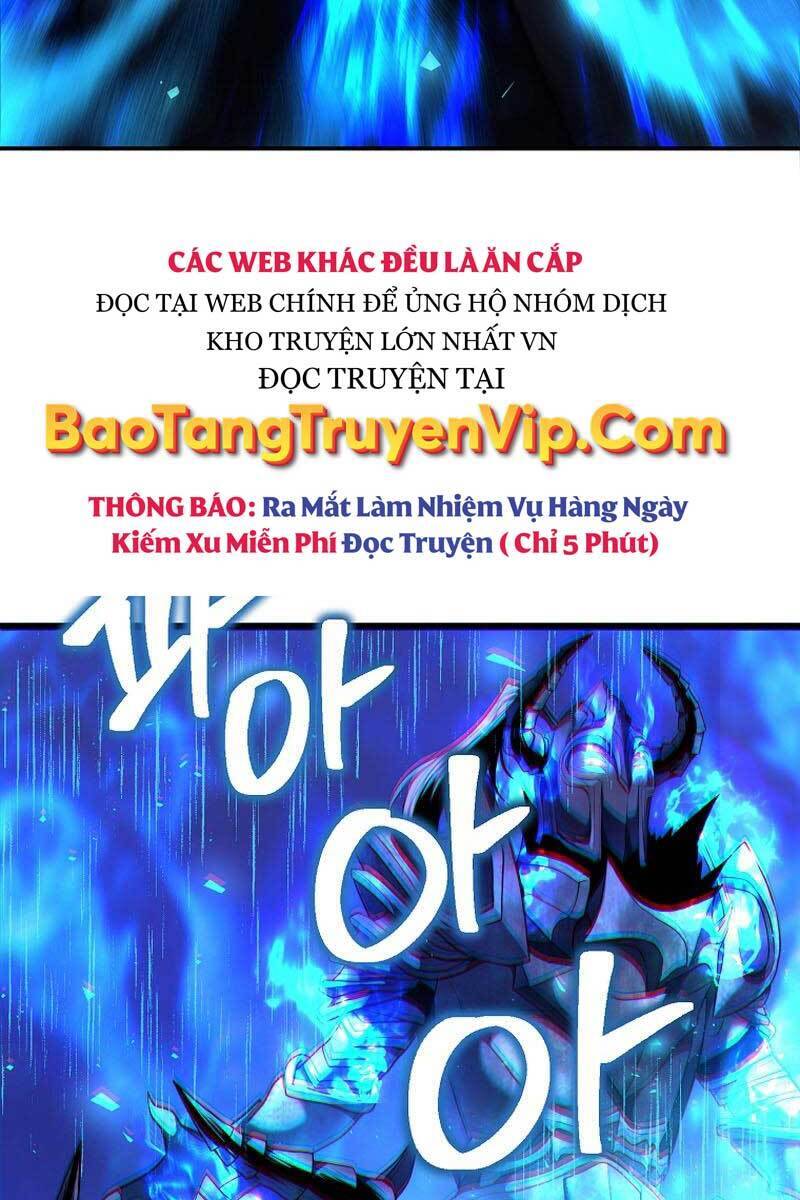 CÁC WEB KHÁC ĐỀU LÀ ĂN CẮP
ĐỌC TẠI WEB CHÍNH ĐỂ ỦNG HỘ NHÓM DỊCH
KHO TRUYỆN LỚN NHẤT VN
ĐỌC TRUYỆN TẠI
BaoTangTruyenVip.Com
THÔNG BÁO: Ra Mắt Làm Nhiệm Vụ Hàng Ngày
Kiếm Xu Miễn Phí Đọc Truyện ( Chỉ 5 Phút)
콰
아
아
아